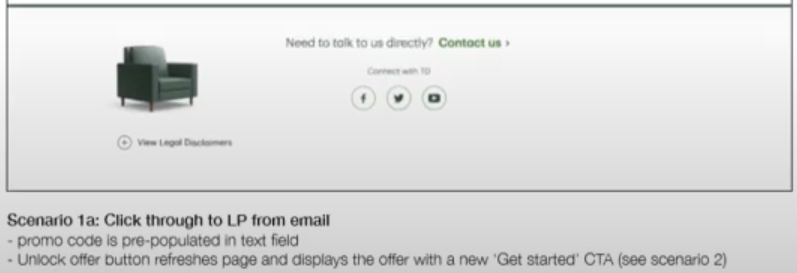 Need to talk to us directly? Contact us ›
Connect with TD
View Legal Disclaimers
Scenario 1a: Click through to LP from email
- promo code is pre-populated in text field
- Unlock offer button refreshes page and displays the offer with a new 'Get started' CTA (see scenario 2)